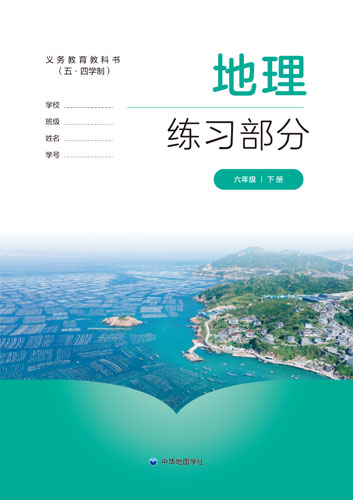 义务教育教科书
（五·四学制）
学校
班级
姓名
学号
地理
练习部分
六年级 | 下册
中华地图学社